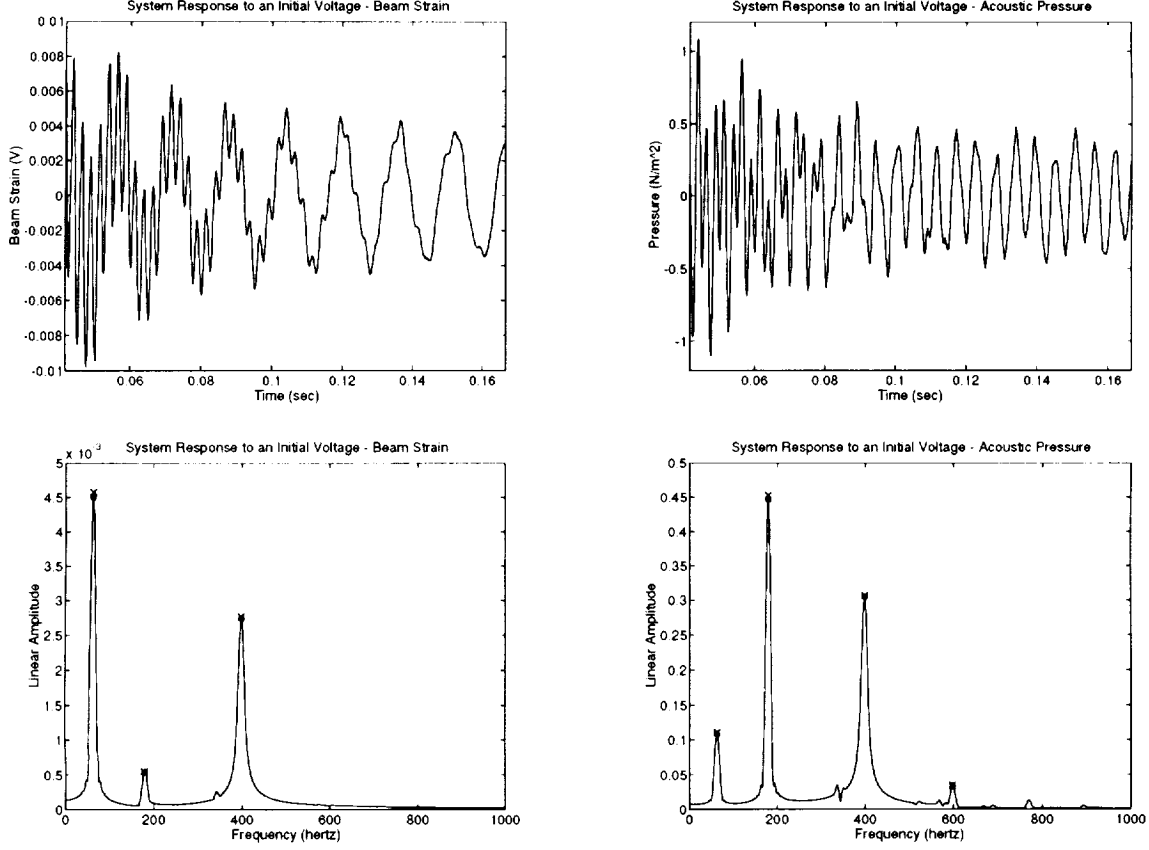 System Response to an Initial Voltage - Beam Strain
0.01
0.008
0.006
0.004
0.002
0
-0.002
-0.004
-0.006
-0.008
-0.01
Beam Strain (V)
0.06 0.08 0.1 0.12 0.14 0.16
Time (sec)
System Response to an Initial Voltage - Acoustic Pressure
1
0.5
0
-0.5
-1
Pressure (N/m^2)
0.06 0.08 0.1 0.12 0.14 0.16
Time (sec)
System Response to an Initial Voltage - Beam Strain
x 10^-3
5
4.5
4
3.5
3
2.5
2
1.5
1
0.5
0
Linear Amplitude
0 200 400 600 800 1000
Frequency (hertz)
System Response to an Initial Voltage - Acoustic Pressure
0.5
0.45
0.4
0.35
0.3
0.25
0.2
0.15
0.1
0.05
0
Linear Amplitude
0 200 400 600 800 1000
Frequency (hertz)